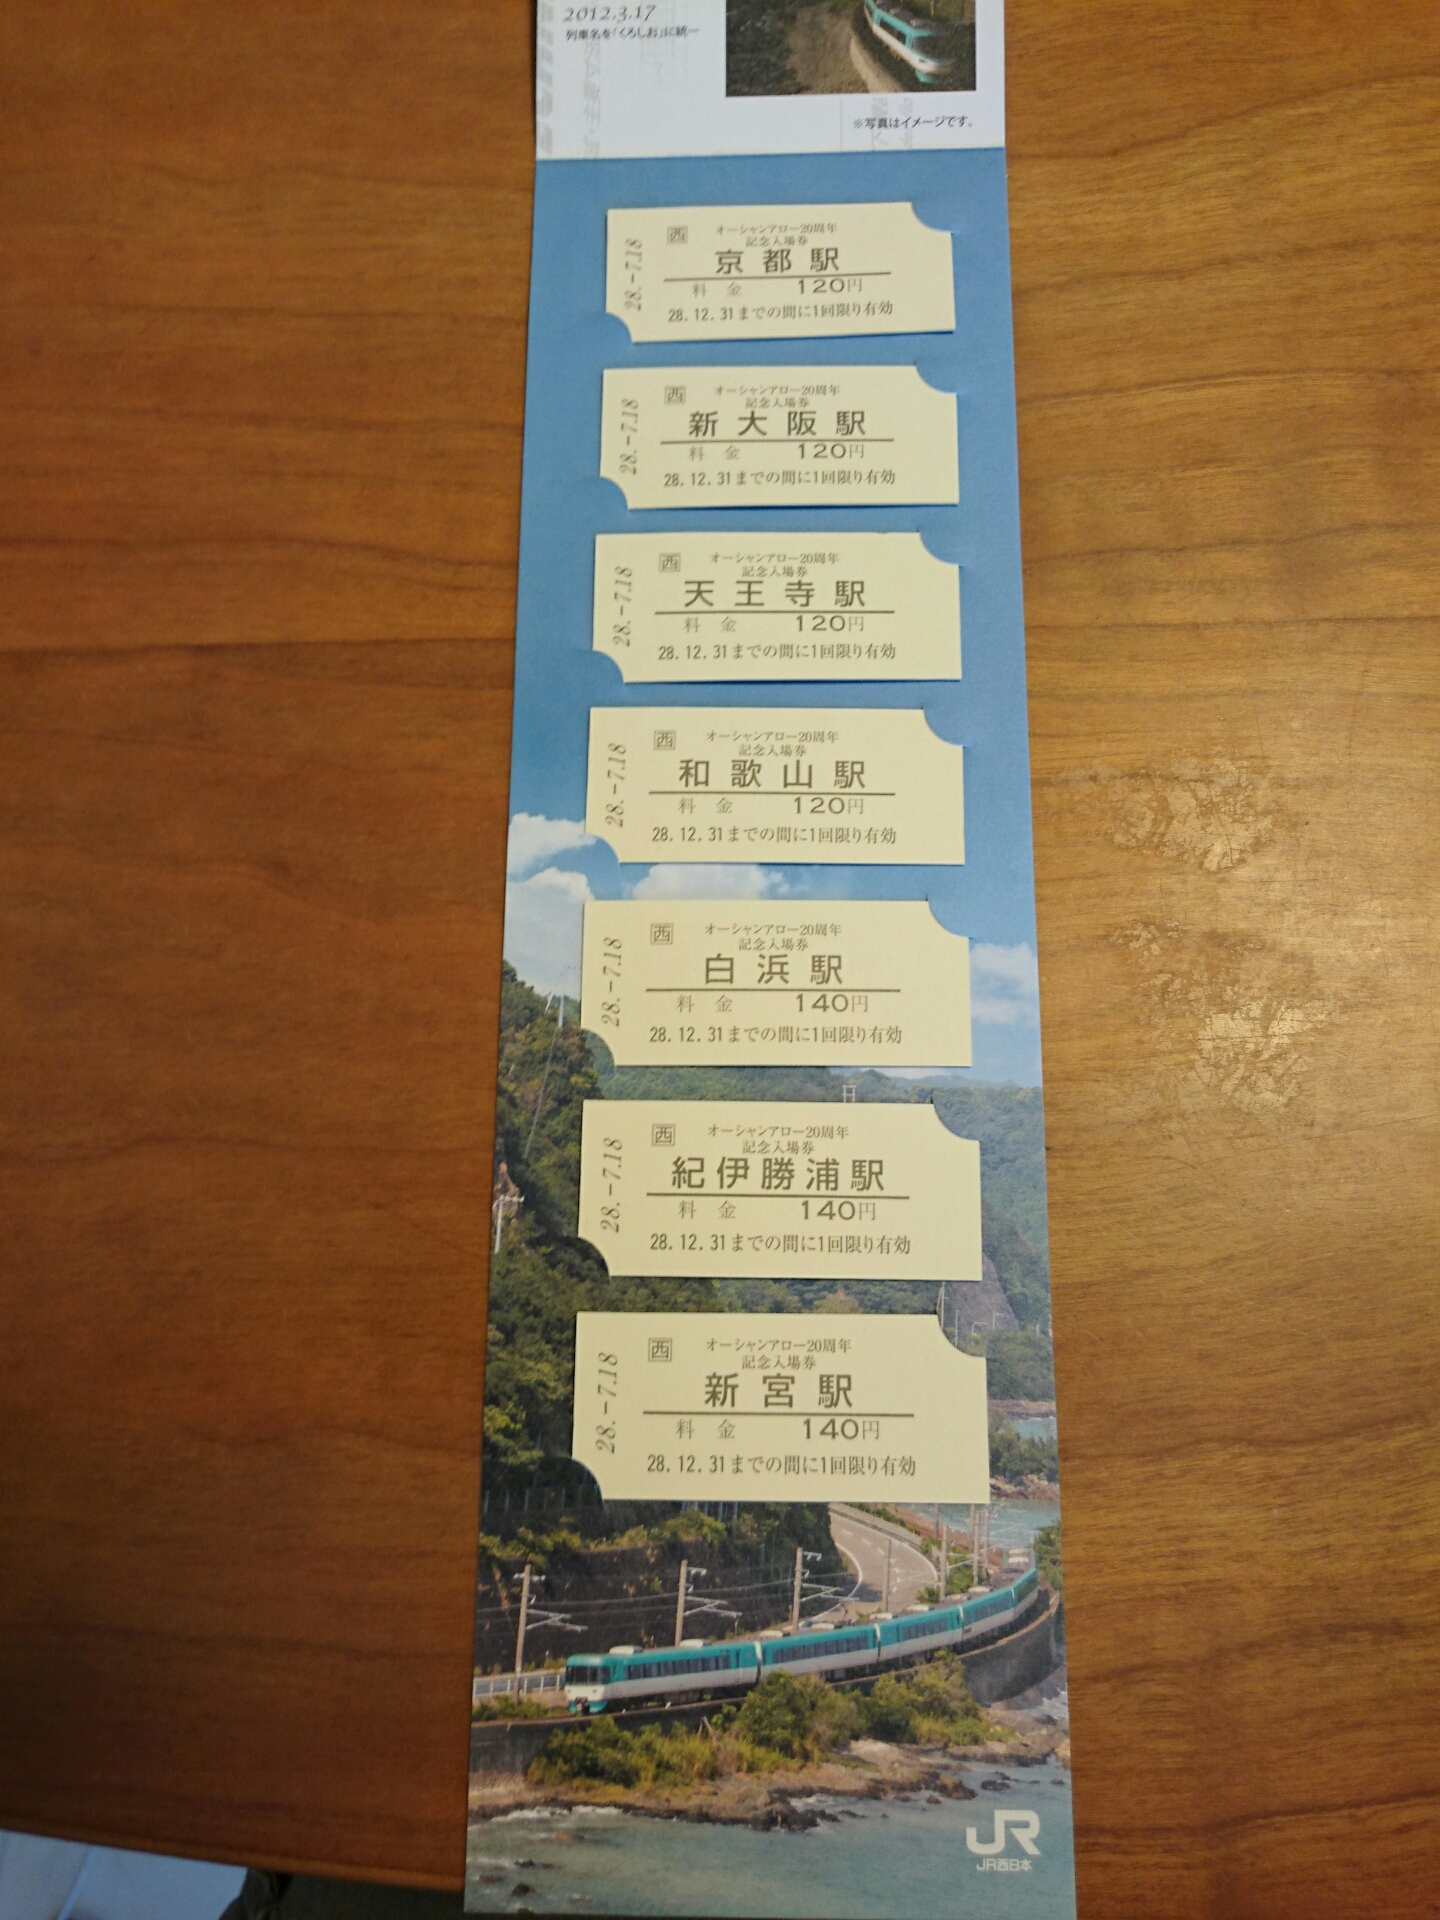 2012.3.17
列車名を「くろしお」に統一
※写真はイメージです。
西
オーシャンアロー20周年
記念入場券
京都駅
料金 120円
28.12.31までの間に1回限り有効
28.-7.18
西
オーシャンアロー20周年
記念入場券
新大阪駅
料金 120円
28.12.31までの間に1回限り有効
28.-7.18
西
オーシャンアロー20周年
記念入場券
天王寺駅
料金 120円
28.12.31までの間に1回限り有効
28.-7.18
西
オーシャンアロー20周年
記念入場券
和歌山駅
料金 120円
28.12.31までの間に1回限り有効
28.-7.18
西
オーシャンアロー20周年
記念入場券
白浜駅
料金 140円
28.12.31までの間に1回限り有効
28.-7.18
西
オーシャンアロー20周年
記念入場券
紀伊勝浦駅
料金 140円
28.12.31までの間に1回限り有効
28.-7.18
西
オーシャンアロー20周年
記念入場券
新宮駅
料金 140円
28.12.31までの間に1回限り有効
28.-7.18
JR
JR西日本